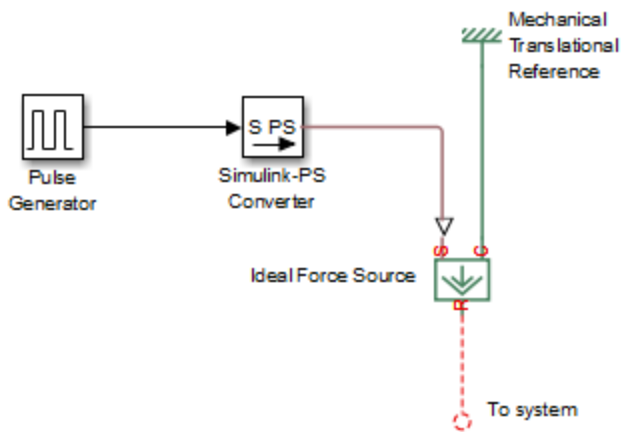 Mechanical
Translational
Reference
S PS
Pulse
Generator
Simulink-PS
Converter
S
C
Ideal Force Source
R
To system